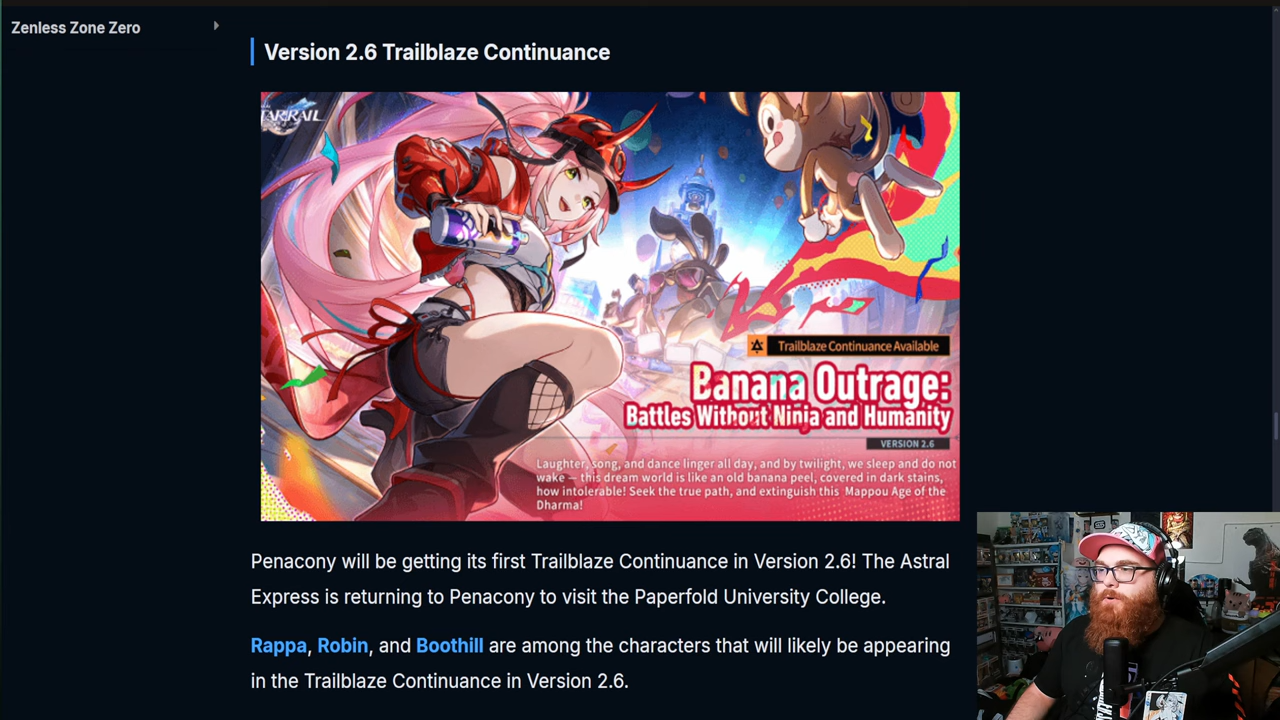 Zenless Zone Zero
Version 2.6 Trailblaze Continuance
STAR RAIL
Trailblaze Continuance Available
Banana Outrage:
Battles Without Ninja and Humanity
VERSION 2.6
Laughter, song, and dance linger all day, and by twilight, we sleep and do not
wake — this dream world is like an old banana peel, covered in dark stains,
how intolerable! Seek the true path, and extinguish this Mappou Age of the
Dharma!
Penacony will be getting its first Trailblaze Continuance in Version 2.6! The Astral
Express is returning to Penacony to visit the Paperfold University College.
Rappa, Robin, and Boothill are among the characters that will likely be appearing
in the Trailblaze Continuance in Version 2.6.